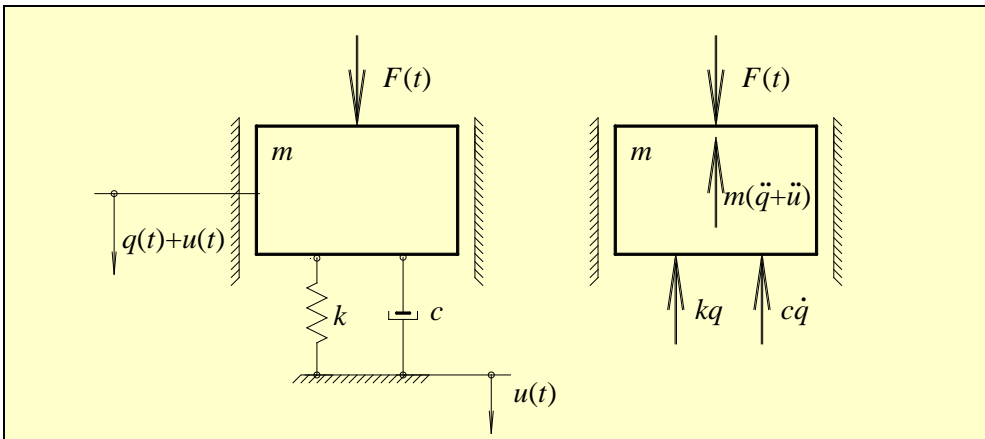 F(t)
m
q(t)+u(t)
k
c
u(t)
F(t)
m
m(q̈+ü)
kq
cq̇